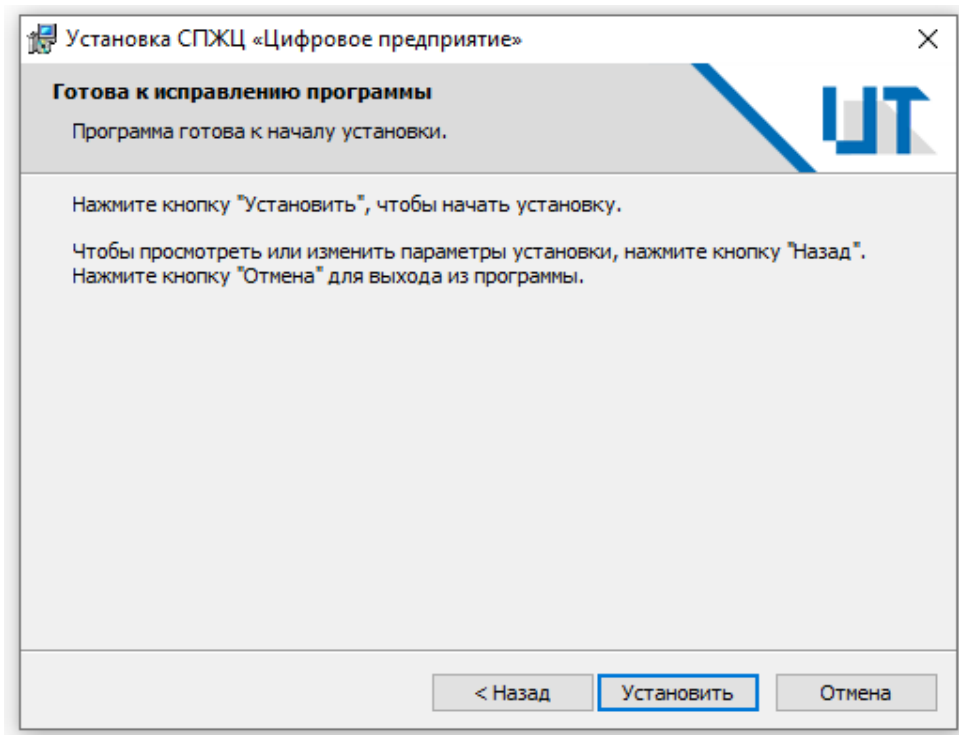 Установка СПЖЦ «Цифровое предприятие»
Готова к исправлению программы
Программа готова к началу установки.
Нажмите кнопку "Установить", чтобы начать установку.
Чтобы просмотреть или изменить параметры установки, нажмите кнопку "Назад".
Нажмите кнопку "Отмена" для выхода из программы.
< Назад
Установить
Отмена